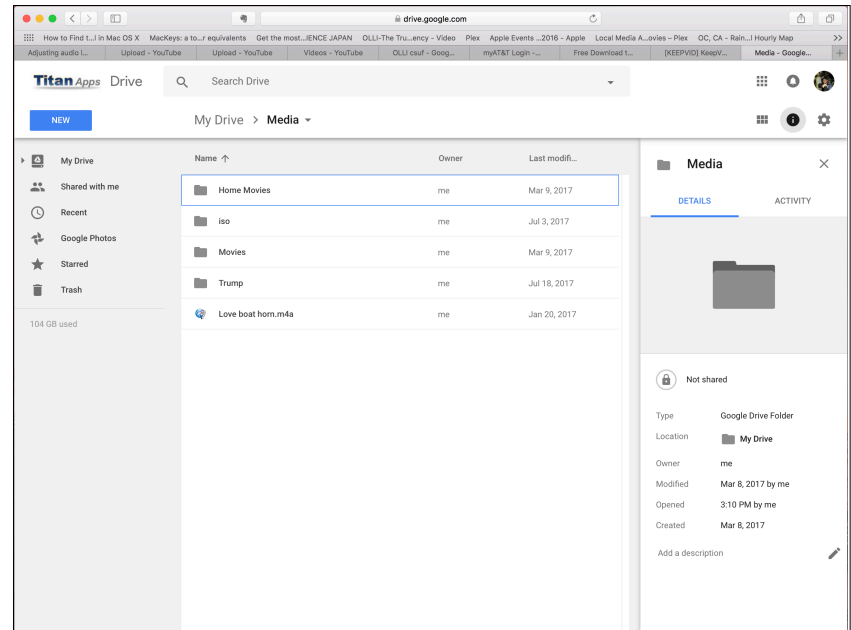 drive.google.com
How to Find t...l in Mac OS X MacKeys: a to...r equivalents Get the most...IENCE JAPAN OLLI-The Tru...ency - Video Plex Apple Events ...2016 - Apple Local Media A...ovies – Plex OC, CA - Rain...l Hourly Map >>
Adjusting audio l... Upload - YouTube Upload - YouTube Videos - YouTube OLLI csuf - Goog... myAT&T Login -... Free Download t... [KEEPVID] KeepV... Media - Google... +
Titan Apps Drive Search Drive
NEW My Drive > Media
My Drive
Shared with me
Recent
Google Photos
Starred
Trash
104 GB used
Name Owner Last modifi...
Home Movies me Mar 9, 2017
iso me Jul 3, 2017
Movies me Mar 9, 2017
Trump me Jul 18, 2017
Love boat horn.m4a me Jan 20, 2017
Media
DETAILS ACTIVITY
Not shared
Type Google Drive Folder
Location My Drive
Owner me
Modified Mar 8, 2017 by me
Opened 3:10 PM by me
Created Mar 8, 2017
Add a description